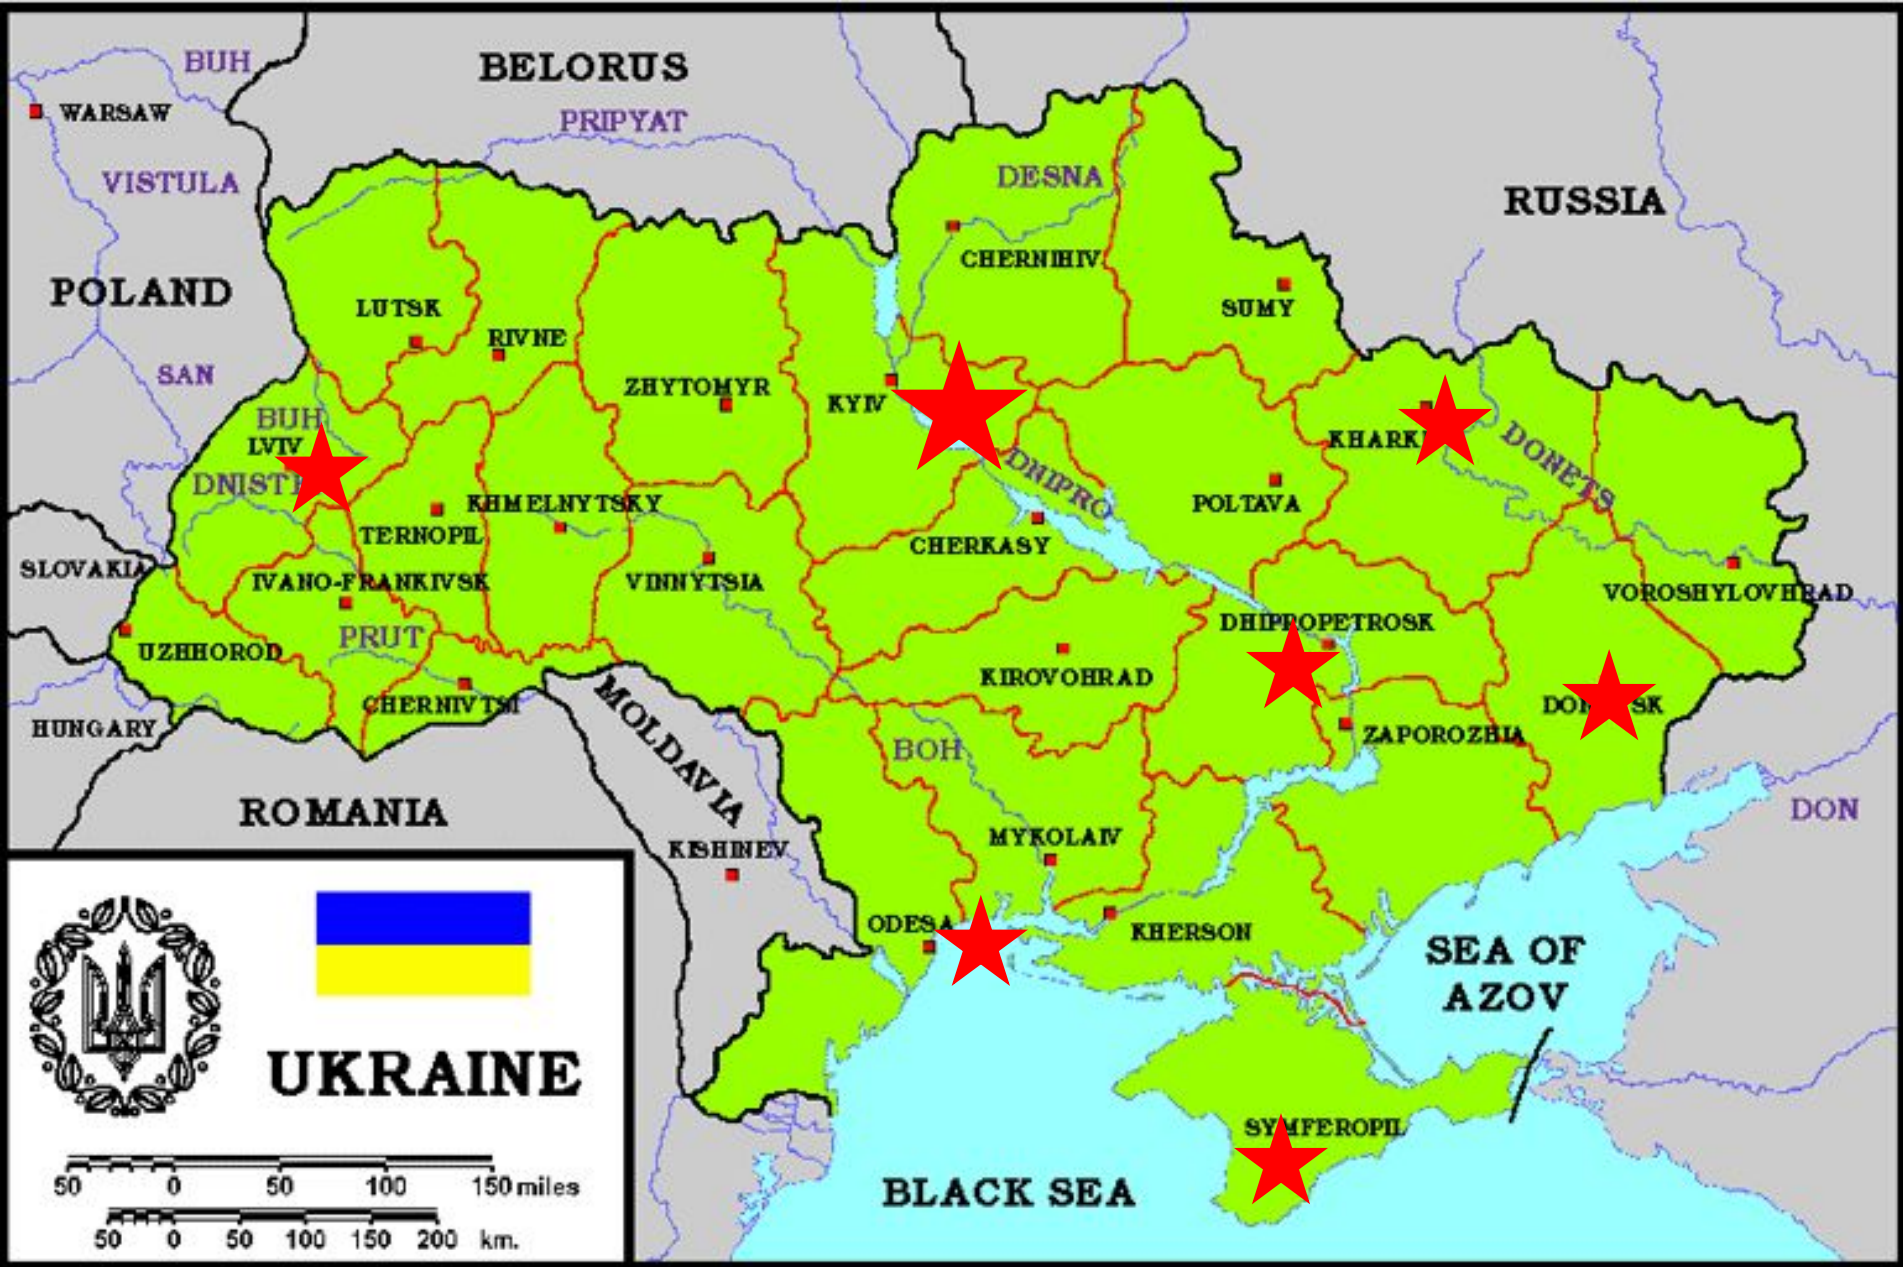 BUH
BELORUS
WARSAW
PRIPYAT
VISTULA
DESNA
RUSSIA
CHERNIHIV
POLAND
LUTSK
SUMY
RIVNE
SAN
ZHYTOMYR
KYIV
BUH
LVIV
KHARK
DONETS
DNIPRO
DNIST
KHMELNYTSKY
POLTAVA
TERNOPIL
CHERKASY
SLOVAKIA
IVANO-FRANKIVSK
VINNYTSIA
VOROSHYLOVHRAD
DHIPROPETROSK
PRUT
UZHHOROD
KIROVOHRAD
CHERNIVTSI
MOLDAVIA
HUNGARY
ZAPOROZHIA
BOH
ROMANIA
DON
MYKOLAIV
KISHINEV
ODESA
KHERSON
SEA OF
AZOV
UKRAINE
SYMFEROPIL
BLACK SEA
50 0 50 100 150 miles
50 0 50 100 150 200 km.